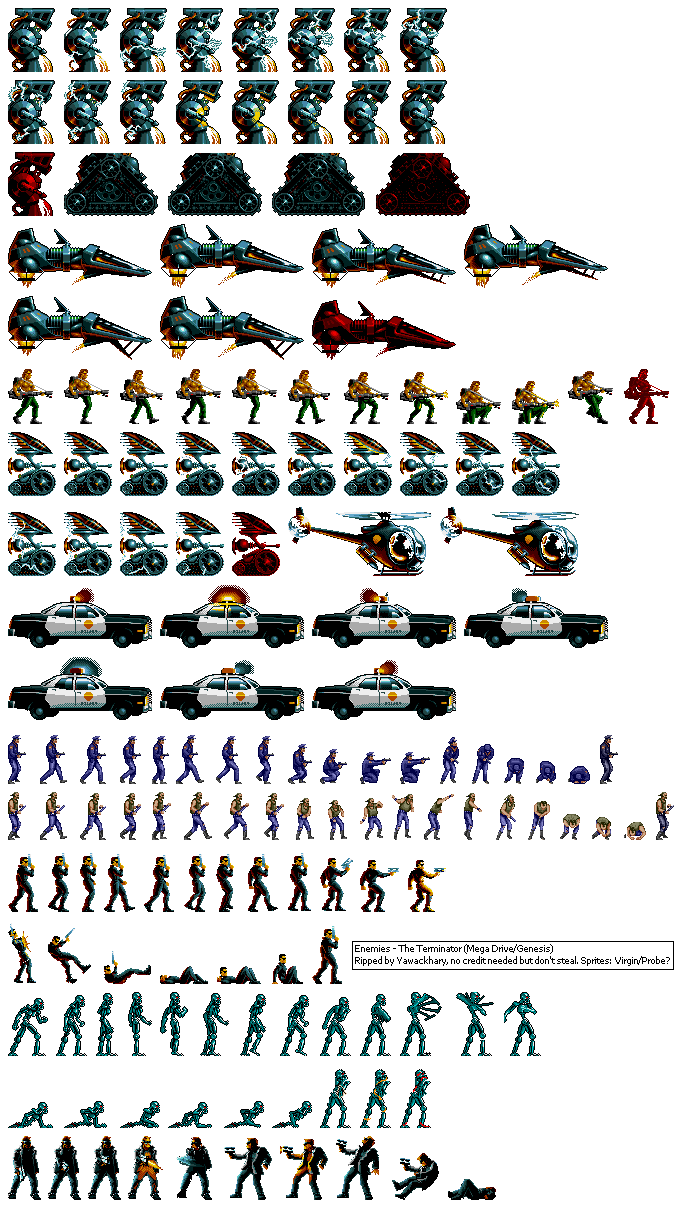 Enemies - The Terminator (Mega Drive/Genesis)
Ripped by Yawackhary, no credit needed but don't steal. Sprites: Virgin/Probe?